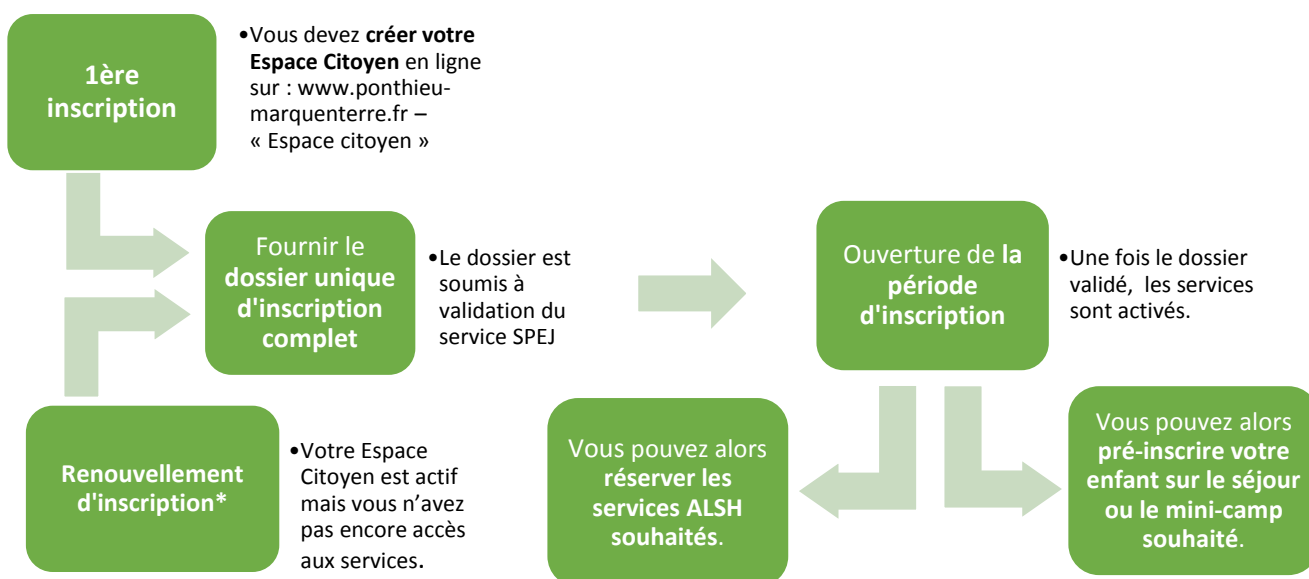 1ère
inscription
•Vous devez créer votre
Espace Citoyen en ligne
sur : www.ponthieu-
marquenterre.fr –
« Espace citoyen »
Fournir le
dossier unique
d'inscription
complet
•Le dossier est
soumis à
validation du
service SPEJ
Ouverture de la
période
d'inscription
•Une fois le dossier
validé, les services
sont activés.
Renouvellement
d'inscription*
•Votre Espace
Citoyen est actif
mais vous n’avez
pas encore accès
aux services.
Vous pouvez alors
réserver les
services ALSH
souhaités.
Vous pouvez alors
pré-inscrire votre
enfant sur le séjour
ou le mini-camp
souhaité.